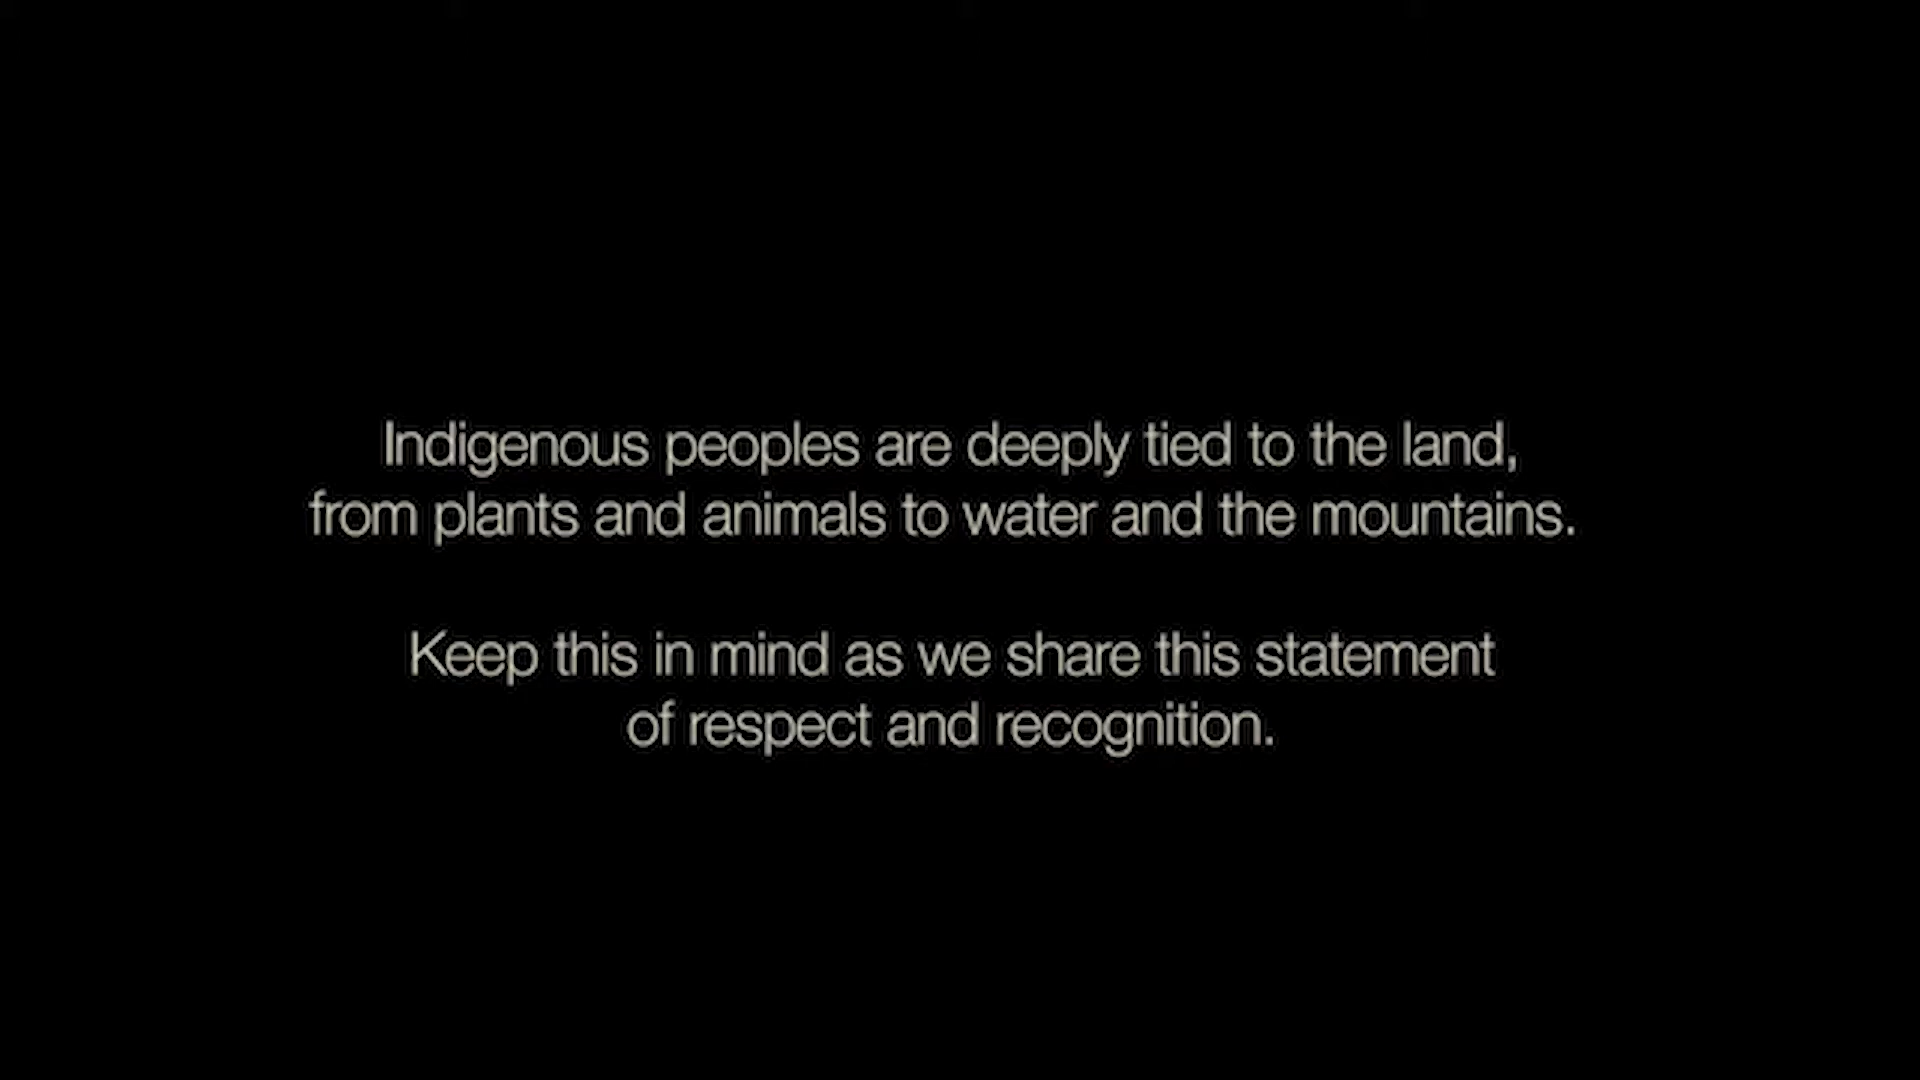 Indigenous peoples are deeply tied to the land,
from plants and animals to water and the mountains.
Keep this in mind as we share this statement
of respect and recognition.